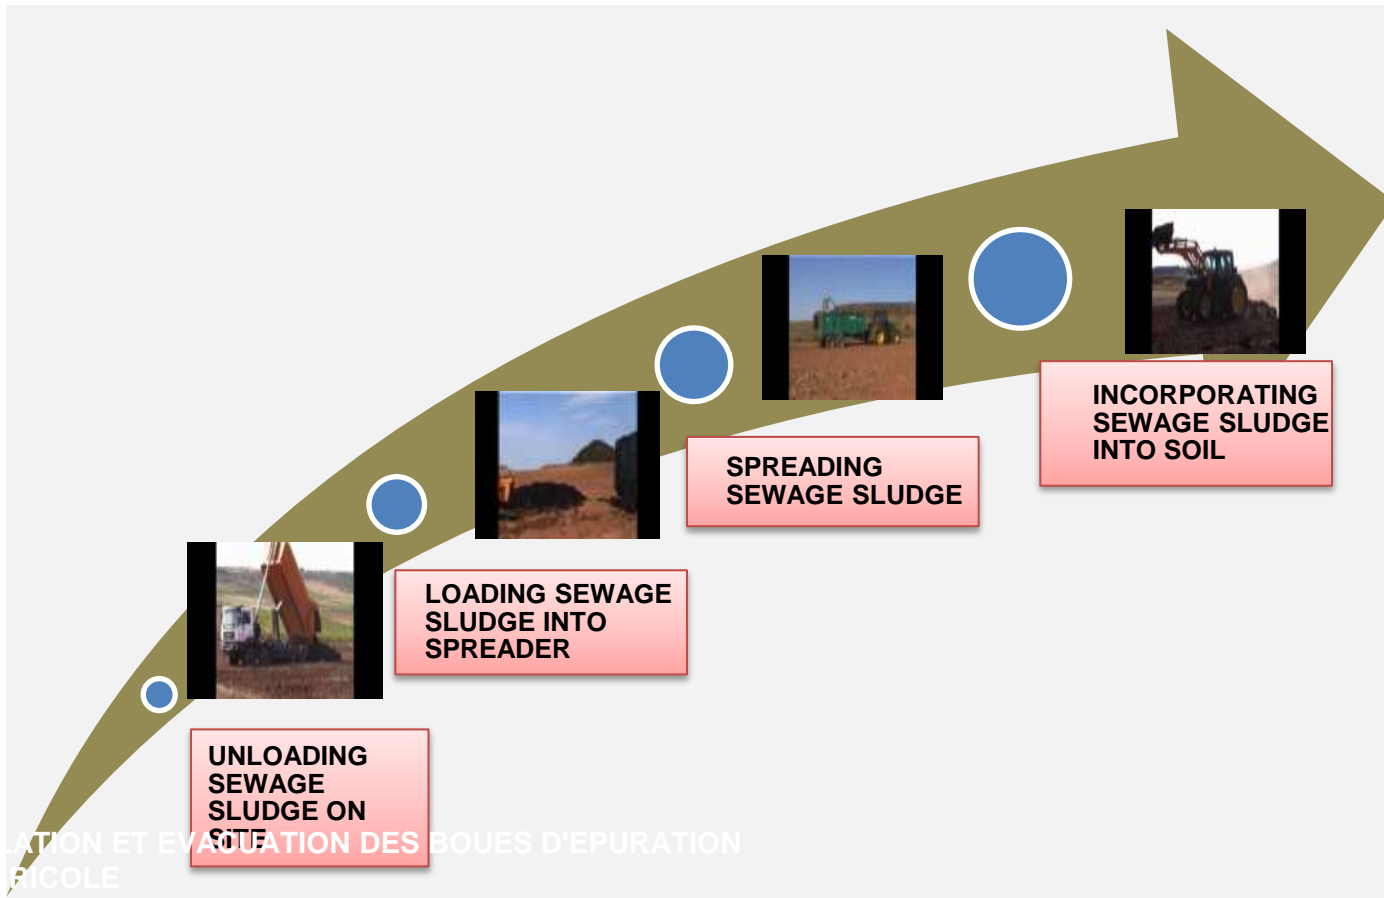 INCORPORATING
SEWAGE SLUDGE
INTO SOIL
SPREADING
SEWAGE SLUDGE
LOADING SEWAGE
SLUDGE INTO
SPREADER
UNLOADING
SEWAGE
SLUDGE ON
SITE
ET EVACUATION DES BOUES D'EPURATION